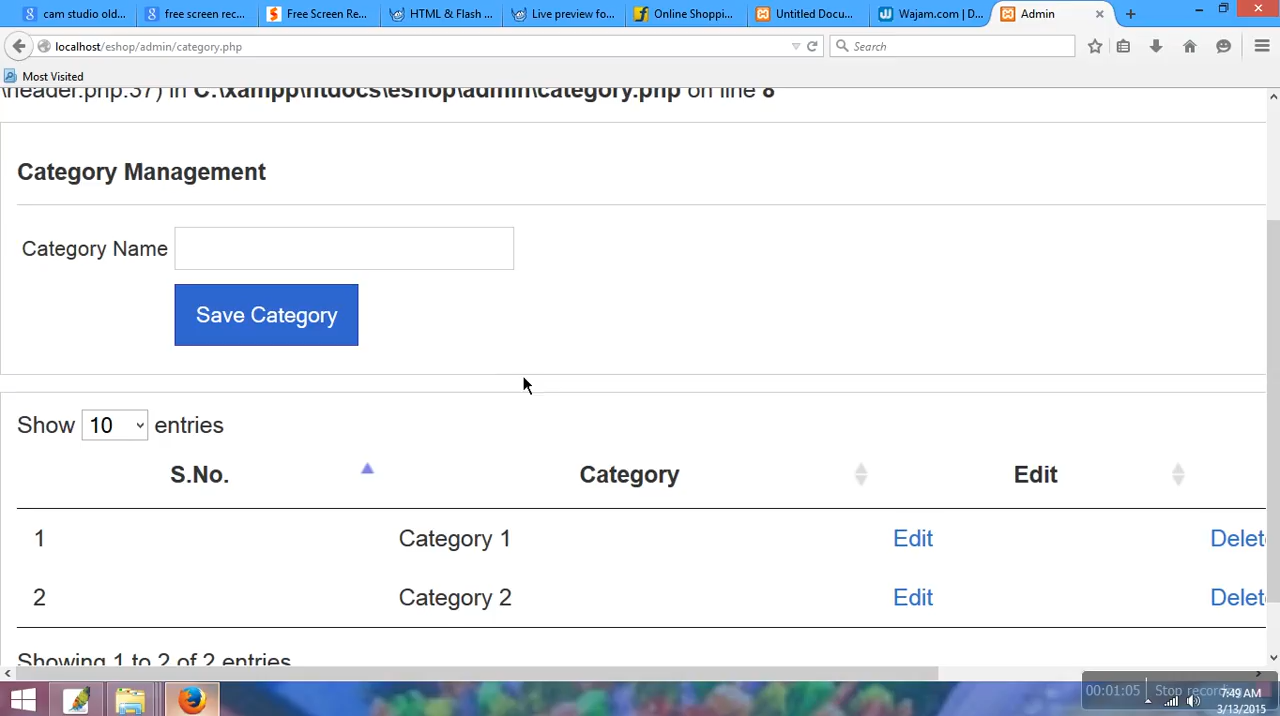 cam studio old...
free screen rec...
Free Screen Re...
HTML & Flash ...
Live preview fo...
Online Shoppi...
Untitled Docu...
Wajam.com | D...
Admin
localhost/eshop/admin/category.php
Search
Most Visited
\header.php:37) in C:\xampp\htdocs\eshop\admin\category.php on line 8
Category Management
Category Name
Save Category
Show 10 entries
S.No. Category Edit
1 Category 1 Edit Delet
2 Category 2 Edit Delet
Showing 1 to 2 of 2 entries
00:01:05 Stop recording
7:49 AM
3/13/2015